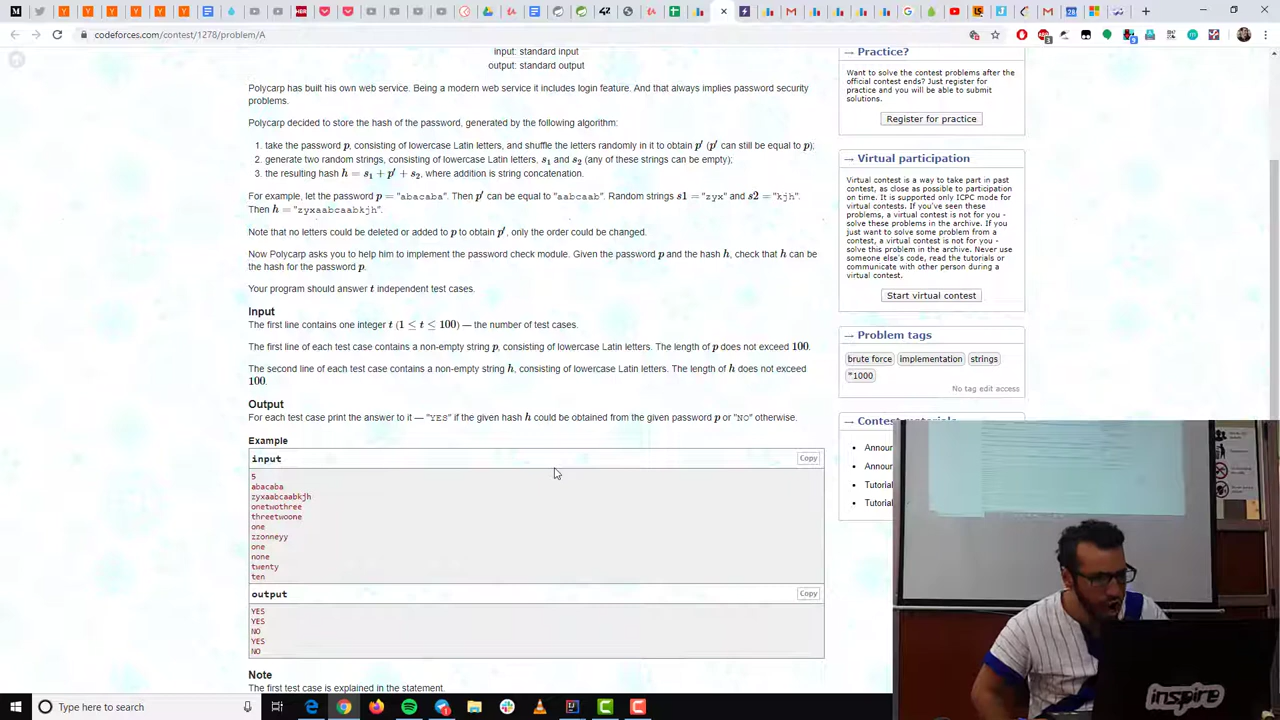 codeforces.com/contest/1278/problem/A
input: standard input
output: standard output
Polycarp has built his own web service. Being a modern web service it includes login feature. And that always implies password security
problems.
Polycarp decided to store the hash of the password, generated by the following algorithm:
1. take the password p, consisting of lowercase Latin letters, and shuffle the letters randomly in it to obtain p′ (p′ can still be equal to p);
2. generate two random strings, consisting of lowercase Latin letters, s1 and s2 (any of these strings can be empty);
3. the resulting hash h = s1 + p′ + s2, where addition is string concatenation.
For example, let the password p = "abacaba". Then p′ can be equal to "aabcaab". Random strings s1 = "zyx" and s2 = "kjh".
Then h = "zyxaabcaabkjh".
Note that no letters could be deleted or added to p to obtain p′, only the order could be changed.
Now Polycarp asks you to help him to implement the password check module. Given the password p and the hash h, check that h can be
the hash for the password p.
Your program should answer t independent test cases.
Input
The first line contains one integer t (1 ≤ t ≤ 100) — the number of test cases.
The first line of each test case contains a non-empty string p, consisting of lowercase Latin letters. The length of p does not exceed 100.
The second line of each test case contains a non-empty string h, consisting of lowercase Latin letters. The length of h does not exceed
100.
Output
For each test case print the answer to it — "YES" if the given hash h could be obtained from the given password p or "NO" otherwise.
Example
input
Copy
5
abacaba
zyxaabcaabkjh
onetwothree
threetwoone
one
zzonneyy
one
none
twenty
ten
output
Copy
YES
YES
NO
YES
NO
Note
The first test case is explained in the statement.
→ Practice?
Want to solve the contest problems after the
official contest ends? Just register for
practice and you will be able to submit
solutions.
Register for practice
→ Virtual participation
Virtual contest is a way to take part in past
contest, as close as possible to participation
on time. It is supported only ICPC mode for
virtual contests. If you've seen these
problems, a virtual contest is not for you -
solve these problems in the archive. If you
just want to solve some problem from a
contest, a virtual contest is not for you -
solve this problem in the archive. Never use
someone else's code, read the tutorials or
communicate with other person during a
virtual contest.
Start virtual contest
→ Problem tags
brute force implementation strings
*1000
No tag edit access
→ Contest materials
Annou
Annou
Tutorial
Tutorial
inspire
Type here to search